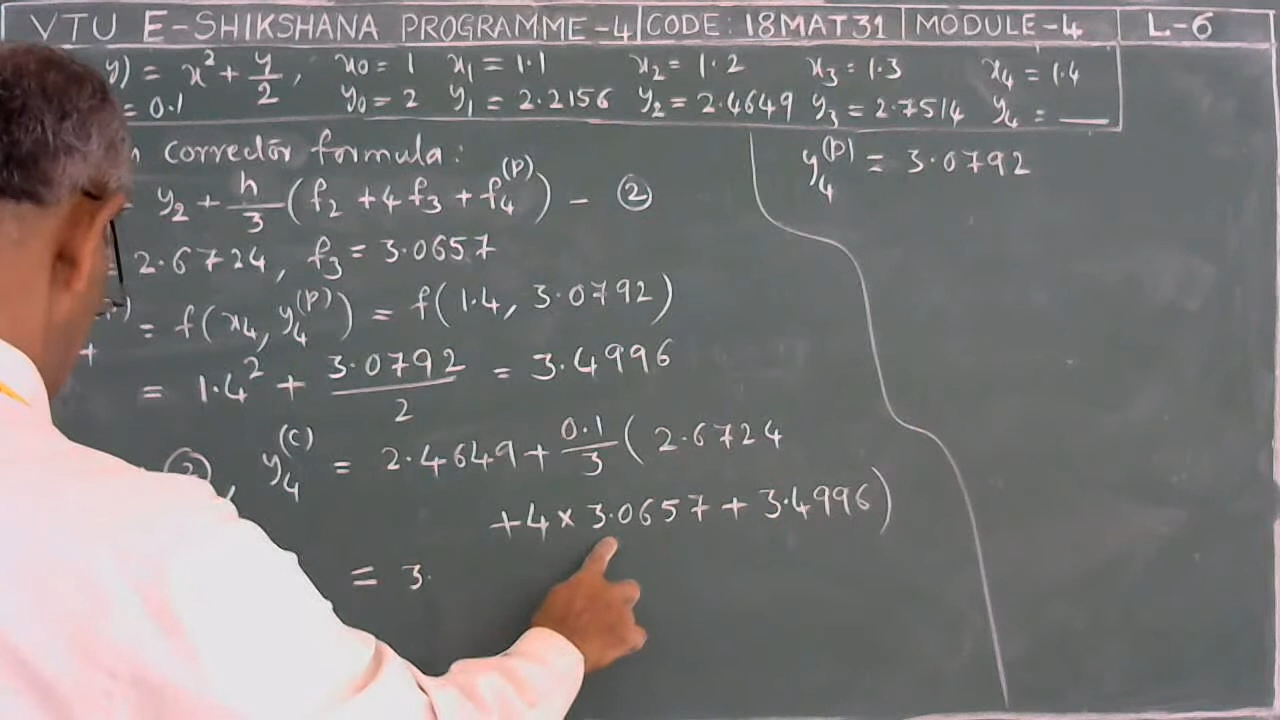 VTU E-SHIKSHANA PROGRAMME-4 CODE: 18MAT31 MODULE-4 L-6
y) = x² + y/2, x0 = 1 x1 = 1.1 x2 = 1.2 x3 = 1.3 x4 = 1.4
= 0.1 y0 = 2 y1 = 2.2156 y2 = 2.4649 y3 = 2.7514 y4 = __
corrector formula:
y2 + h/3 (f2 + 4f3 + f4^(p)) - ②
2.6724, f3 = 3.0657
= f(x4, y4^(p)) = f(1.4, 3.0792)
= 1.4² + 3.0792/2 = 3.4996
②, y4^(c) = 2.4649 + 0.1/3 (2.6724
+ 4 × 3.0657 + 3.4996)
= 3.
y4^(p) = 3.0792